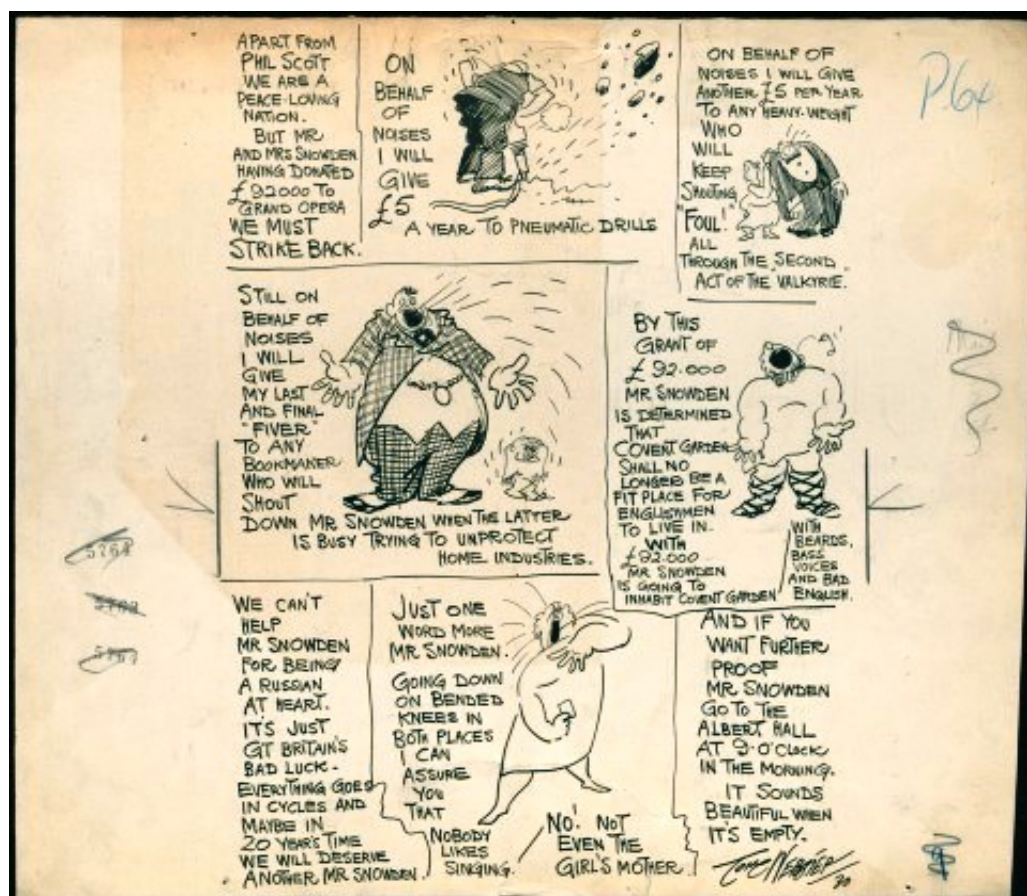 APART FROM
PHIL SCOTT
WE ARE A
PEACE-LOVING
NATION.
BUT MR
AND MRS SNOWDEN
HAVING DONATED
£92000 TO
GRAND OPERA
WE MUST
STRIKE BACK.
ON
BEHALF
OF
NOISES
I WILL
GIVE
£5
A YEAR TO PNEUMATIC DRILLS
ON BEHALF OF
NOISES I WILL GIVE
ANOTHER £5 PER YEAR
TO ANY HEAVY-WEIGHT
WHO
WILL
KEEP
SHOUTING
"FOUL!"
ALL
THROUGH THE SECOND
ACT OF THE VALKYRIE.
P64
STILL ON
BEHALF OF
NOISES
I WILL
GIVE
MY LAST
AND FINAL
"FIVER"
TO ANY
BOOKMAKER
WHO WILL
SHOUT
DOWN MR SNOWDEN WHEN THE LATTER
IS BUSY TRYING TO UNPROTECT
HOME INDUSTRIES.
BY THIS
GRANT OF
£92.000
MR SNOWDEN
IS DETERMINED
THAT
COVENT GARDEN
SHALL NO
LONGER BE A
FIT PLACE FOR
ENGLISHMEN
TO LIVE IN.
WITH
£92.000
MR SNOWDEN
IS GOING TO
INHABIT COVENT GARDEN
WITH
BEARDS,
BASS
VOICES
AND BAD
ENGLISH.
WE CAN'T
HELP
MR SNOWDEN
FOR BEING
A RUSSIAN
AT HEART.
IT'S JUST
GT BRITAIN'S
BAD LUCK-
EVERYTHING GOES
IN CYCLES AND
MAYBE IN
20 YEAR'S TIME
WE WILL DESERVE
ANOTHER MR SNOWDEN.
JUST ONE
WORD MORE
MR SNOWDEN.
GOING DOWN
ON BENDED
KNEES IN
BOTH PLACES
I CAN
ASSURE
YOU
THAT
NOBODY
LIKES
SINGING.
NO! NOT
EVEN THE
GIRL'S MOTHER
AND IF YOU
WANT FURTHER
PROOF
MR SNOWDEN
GO TO THE
ALBERT HALL
AT 9-O'CLOCK
IN THE MORNING.
IT SOUNDS
BEAUTIFUL WHEN
IT'S EMPTY.
TOM WEBSTER
30